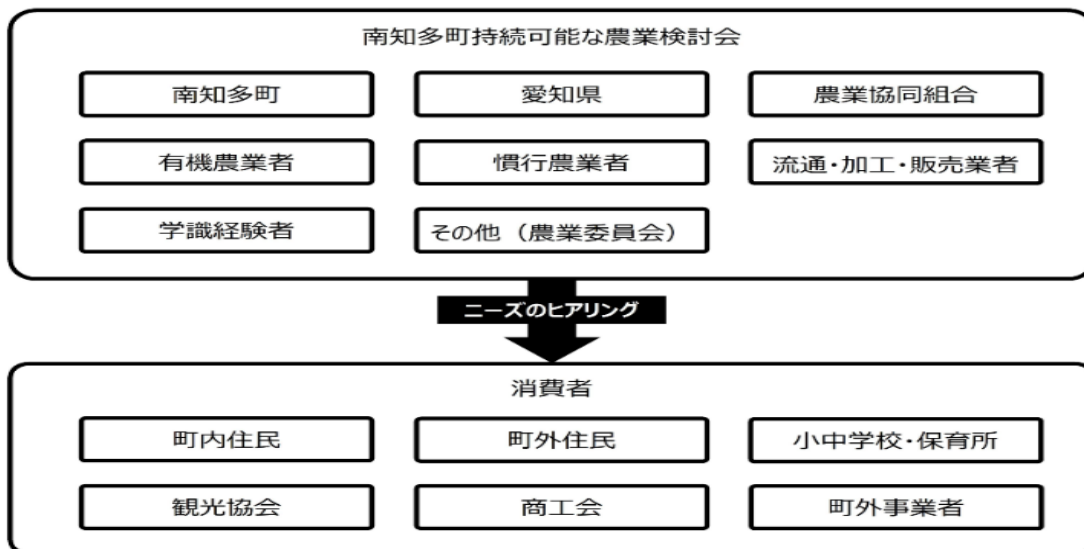 南知多町持続可能な農業検討会
南知多町
愛知県
農業協同組合
有機農業者
慣行農業者
流通・加工・販売業者
学識経験者
その他（農業委員会）
ニーズのヒアリング
消費者
町内住民
町外住民
小中学校・保育所
観光協会
商工会
町外事業者